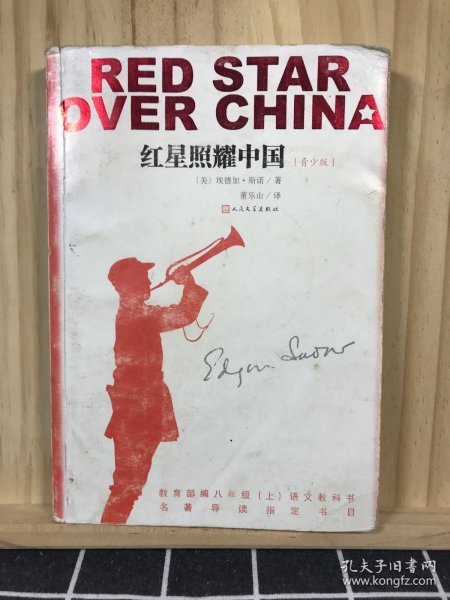 RED STAR
OVER CHINA
红星照耀中国 [青少版]
〔美〕埃德加·斯诺／著
董乐山／译
人民文学出版社
Edgar Snow
教育部编八年级(上)语文教科书
名著导读指定书目
孔夫子旧书网
www.kongfz.com